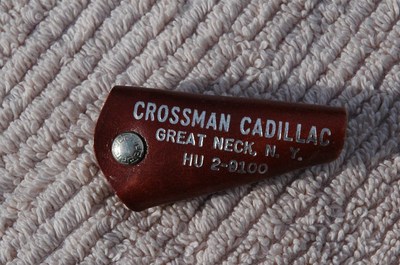 CROSSMAN CADILLAC
GREAT NECK, N. Y.
HU 2-9100